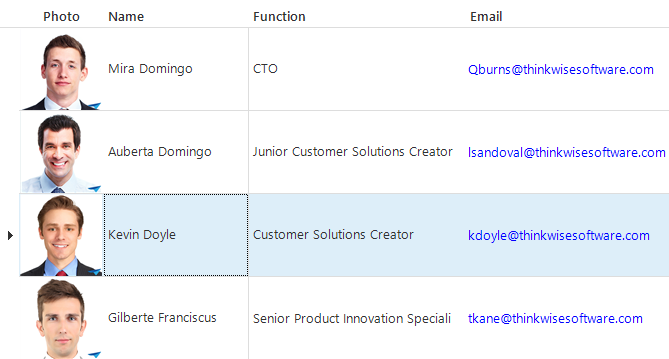 Photo Name Function Email
Mira Domingo CTO Qburns@thinkwisesoftware.com
Auberta Domingo Junior Customer Solutions Creator lsandoval@thinkwisesoftware.com
Kevin Doyle Customer Solutions Creator kdoyle@thinkwisesoftware.com
Gilberte Franciscus Senior Product Innovation Speciali tkane@thinkwisesoftware.com